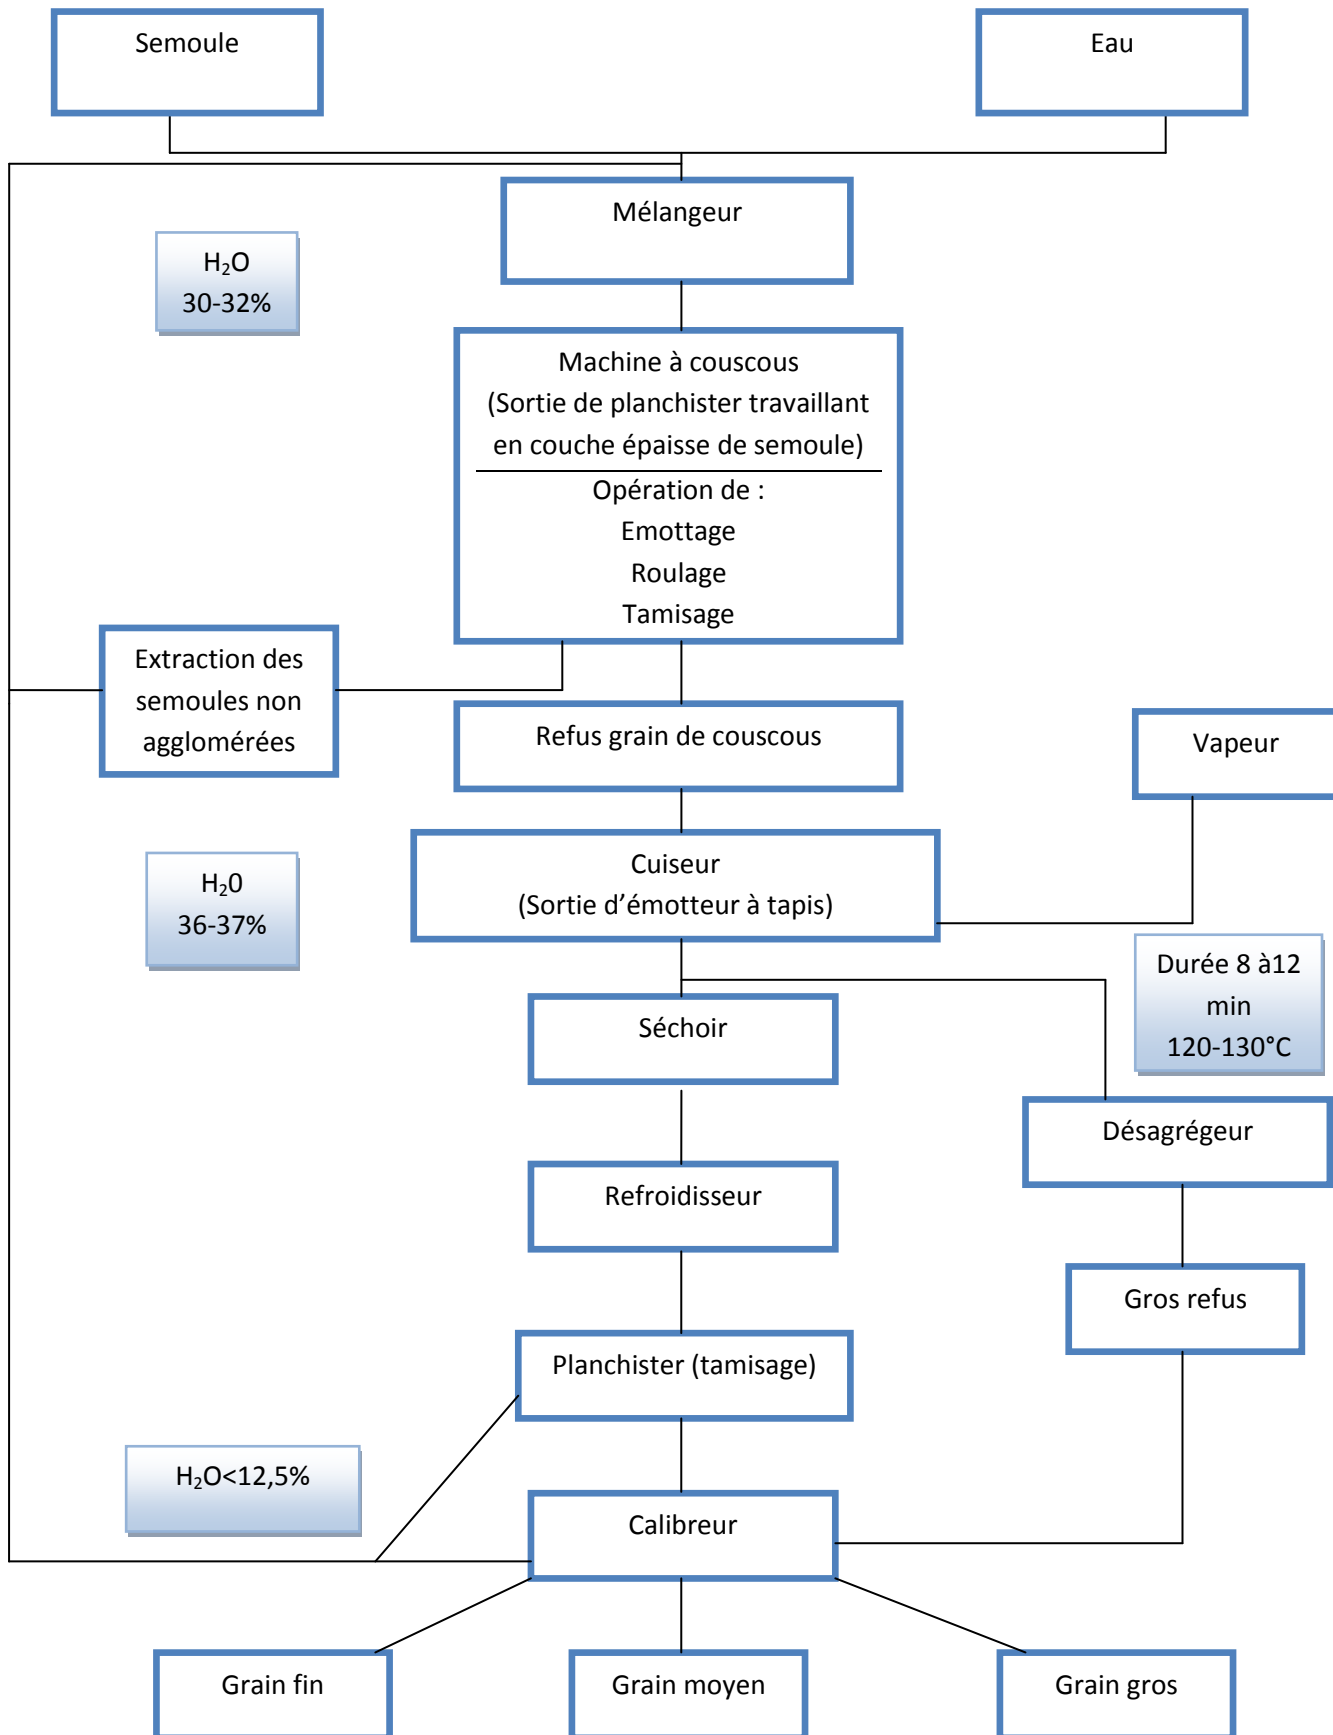 Semoule
Eau
Mélangeur
H₂O
30-32%
Machine à couscous
(Sortie de planchister travaillant
en couche épaisse de semoule)
Opération de :
Emottage
Roulage
Tamisage
Extraction des
semoules non
agglomérées
Refus grain de couscous
Vapeur
Cuiseur
(Sortie d’émotteur à tapis)
H₂0
36-37%
Durée 8 à12
min
120-130°C
Séchoir
Désagrégeur
Refroidisseur
Gros refus
Planchister (tamisage)
H₂O<12,5%
Calibreur
Grain fin
Grain moyen
Grain gros